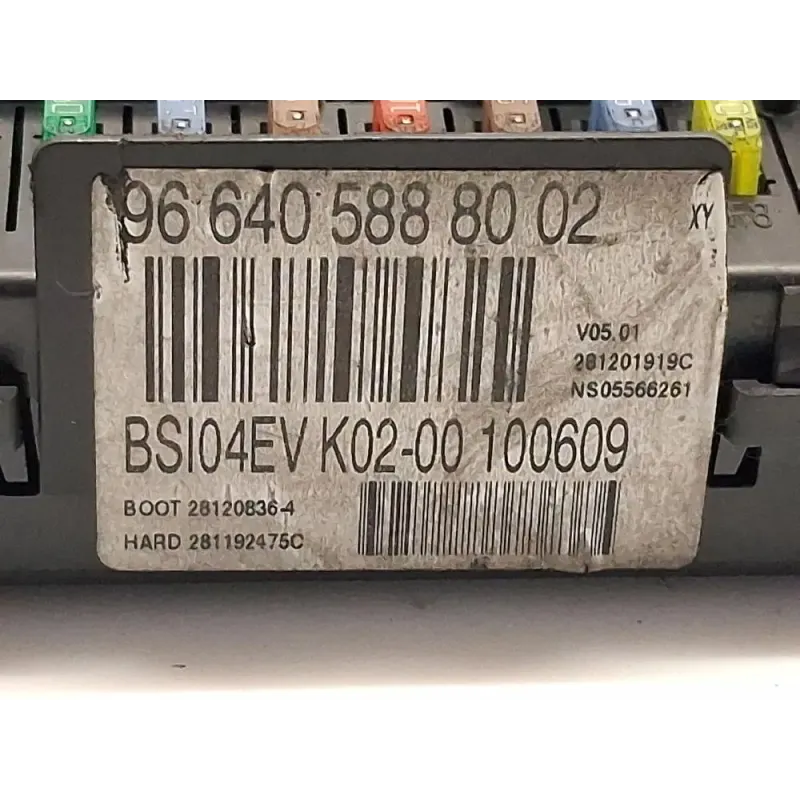 96 640 588 80 02
XY
V05.01
281201919C
NS05566261
BSI04EV K02-00 100609
BOOT 28120836-4
HARD 281192475C